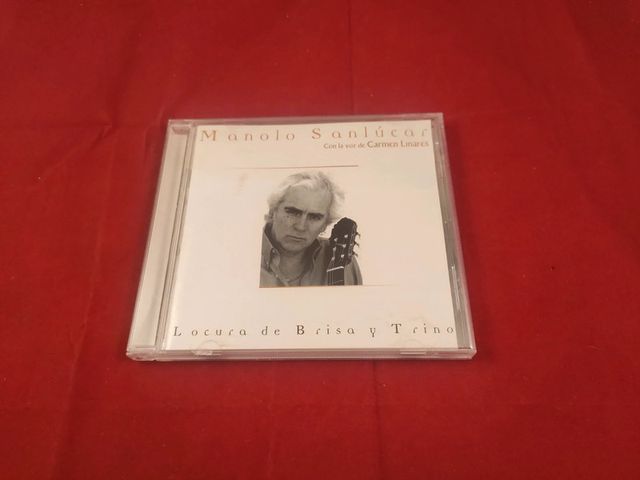 Manolo Sanlúcar
Con la voz de Carmen Linares
Locura de Brisa y Trino